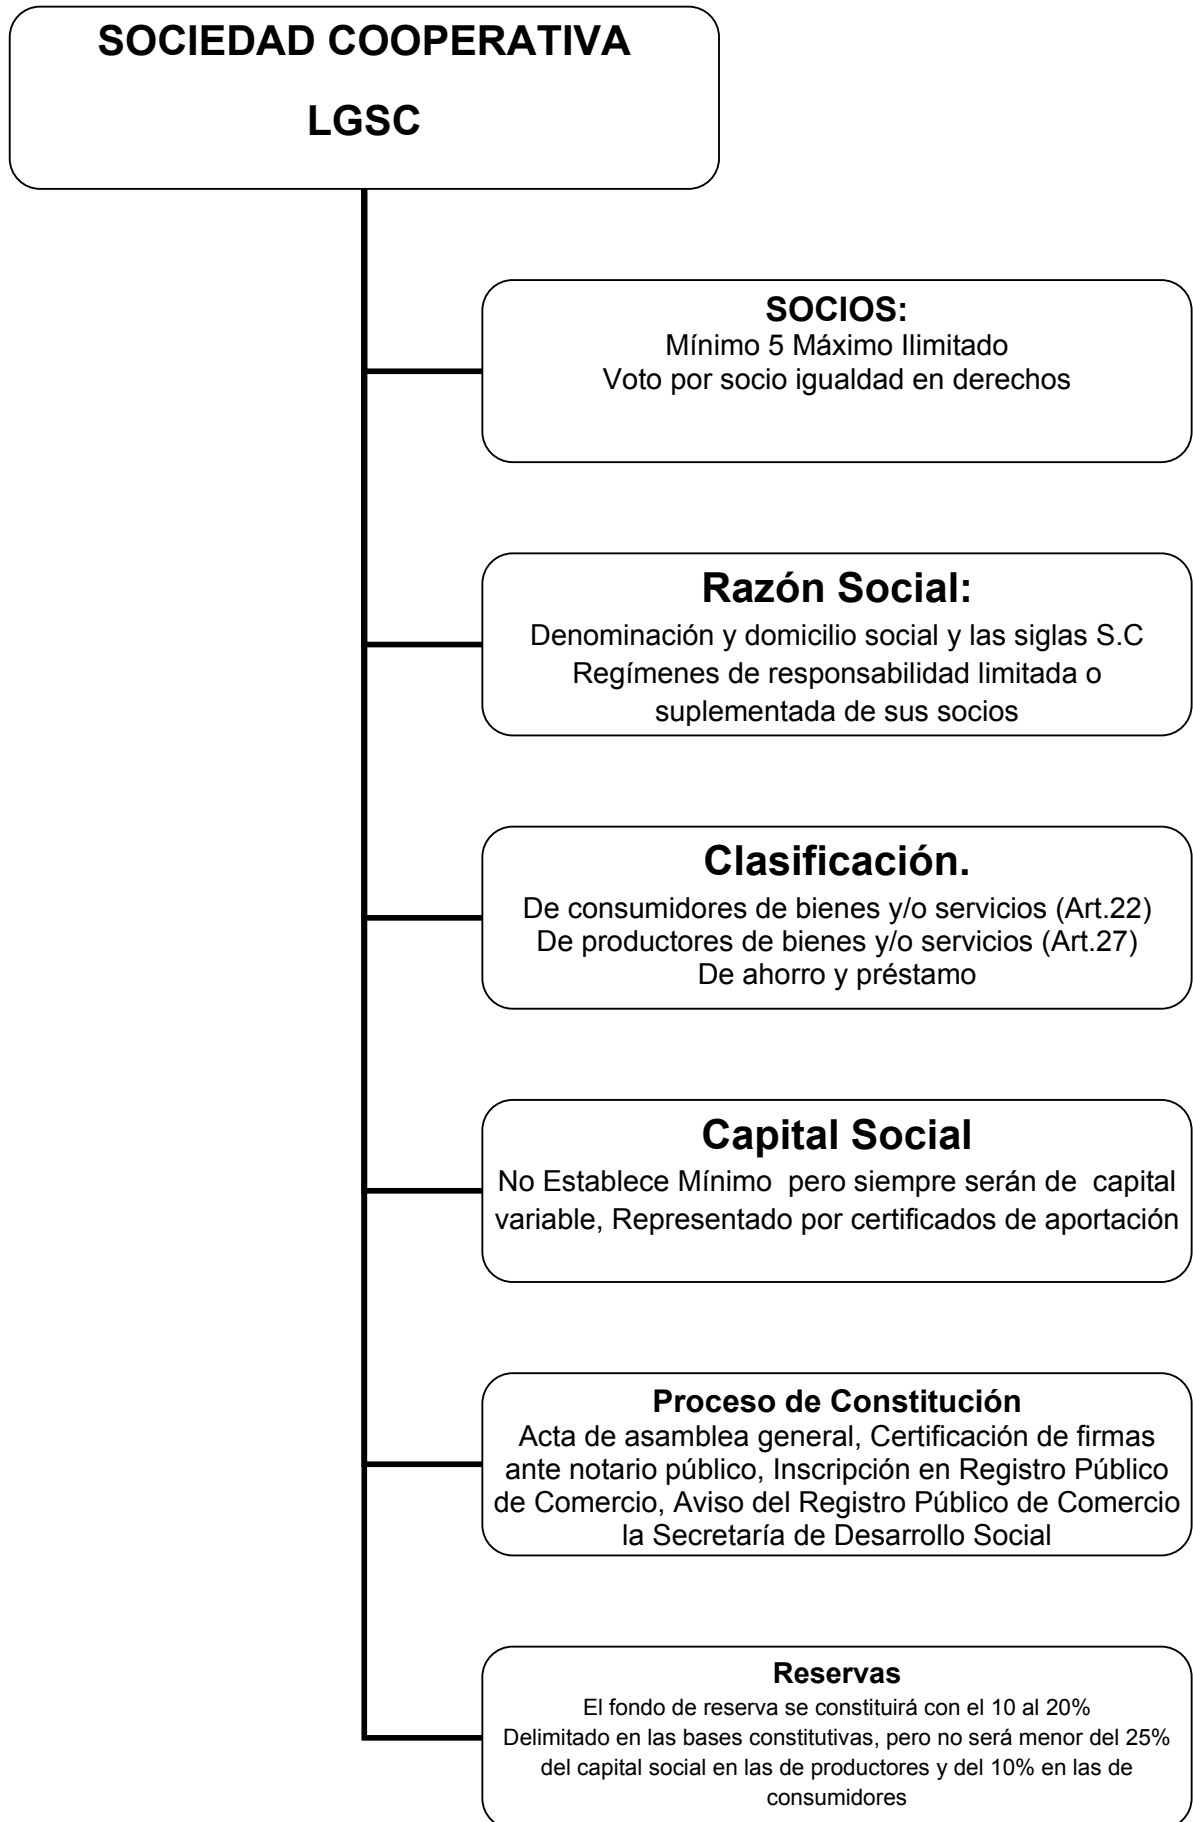 SOCIEDAD COOPERATIVA
LGSC
SOCIOS:
Mínimo 5 Máximo Ilimitado
Voto por socio igualdad en derechos
Razón Social:
Denominación y domicilio social y las siglas S.C
Regímenes de responsabilidad limitada o
suplementada de sus socios
Clasificación.
De consumidores de bienes y/o servicios (Art.22)
De productores de bienes y/o servicios (Art.27)
De ahorro y préstamo
Capital Social
No Establece Mínimo pero siempre serán de capital
variable, Representado por certificados de aportación
Proceso de Constitución
Acta de asamblea general, Certificación de firmas
ante notario público, Inscripción en Registro Público
de Comercio, Aviso del Registro Público de Comercio
la Secretaría de Desarrollo Social
Reservas
El fondo de reserva se constituirá con el 10 al 20%
Delimitado en las bases constitutivas, pero no será menor del 25%
del capital social en las de productores y del 10% en las de
consumidores